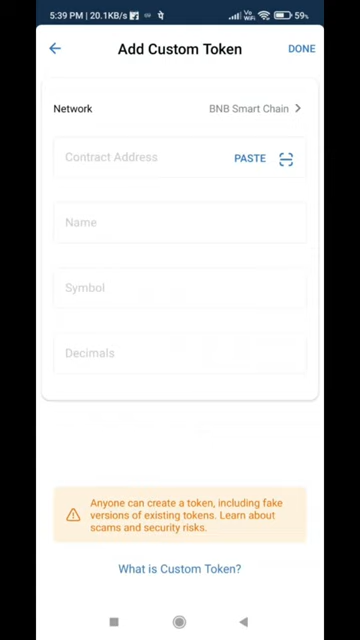 5:39 PM | 20.1KB/s
Vo
WiFi
59%
Add Custom Token
DONE
Network
BNB Smart Chain
Contract Address
PASTE
Name
Symbol
Decimals
Anyone can create a token, including fake
versions of existing tokens. Learn about
scams and security risks.
What is Custom Token?